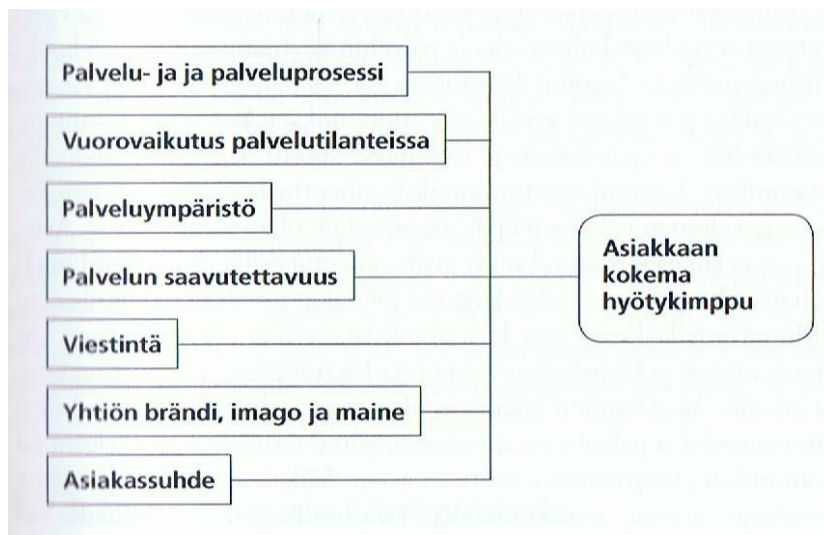 Palvelu- ja ja palveluprosessi
Vuorovaikutus palvelutilanteissa
Palveluympäristö
Palvelun saavutettavuus
Viestintä
Yhtiön brändi, imago ja maine
Asiakassuhde
Asiakkaan
kokema
hyötykimppu